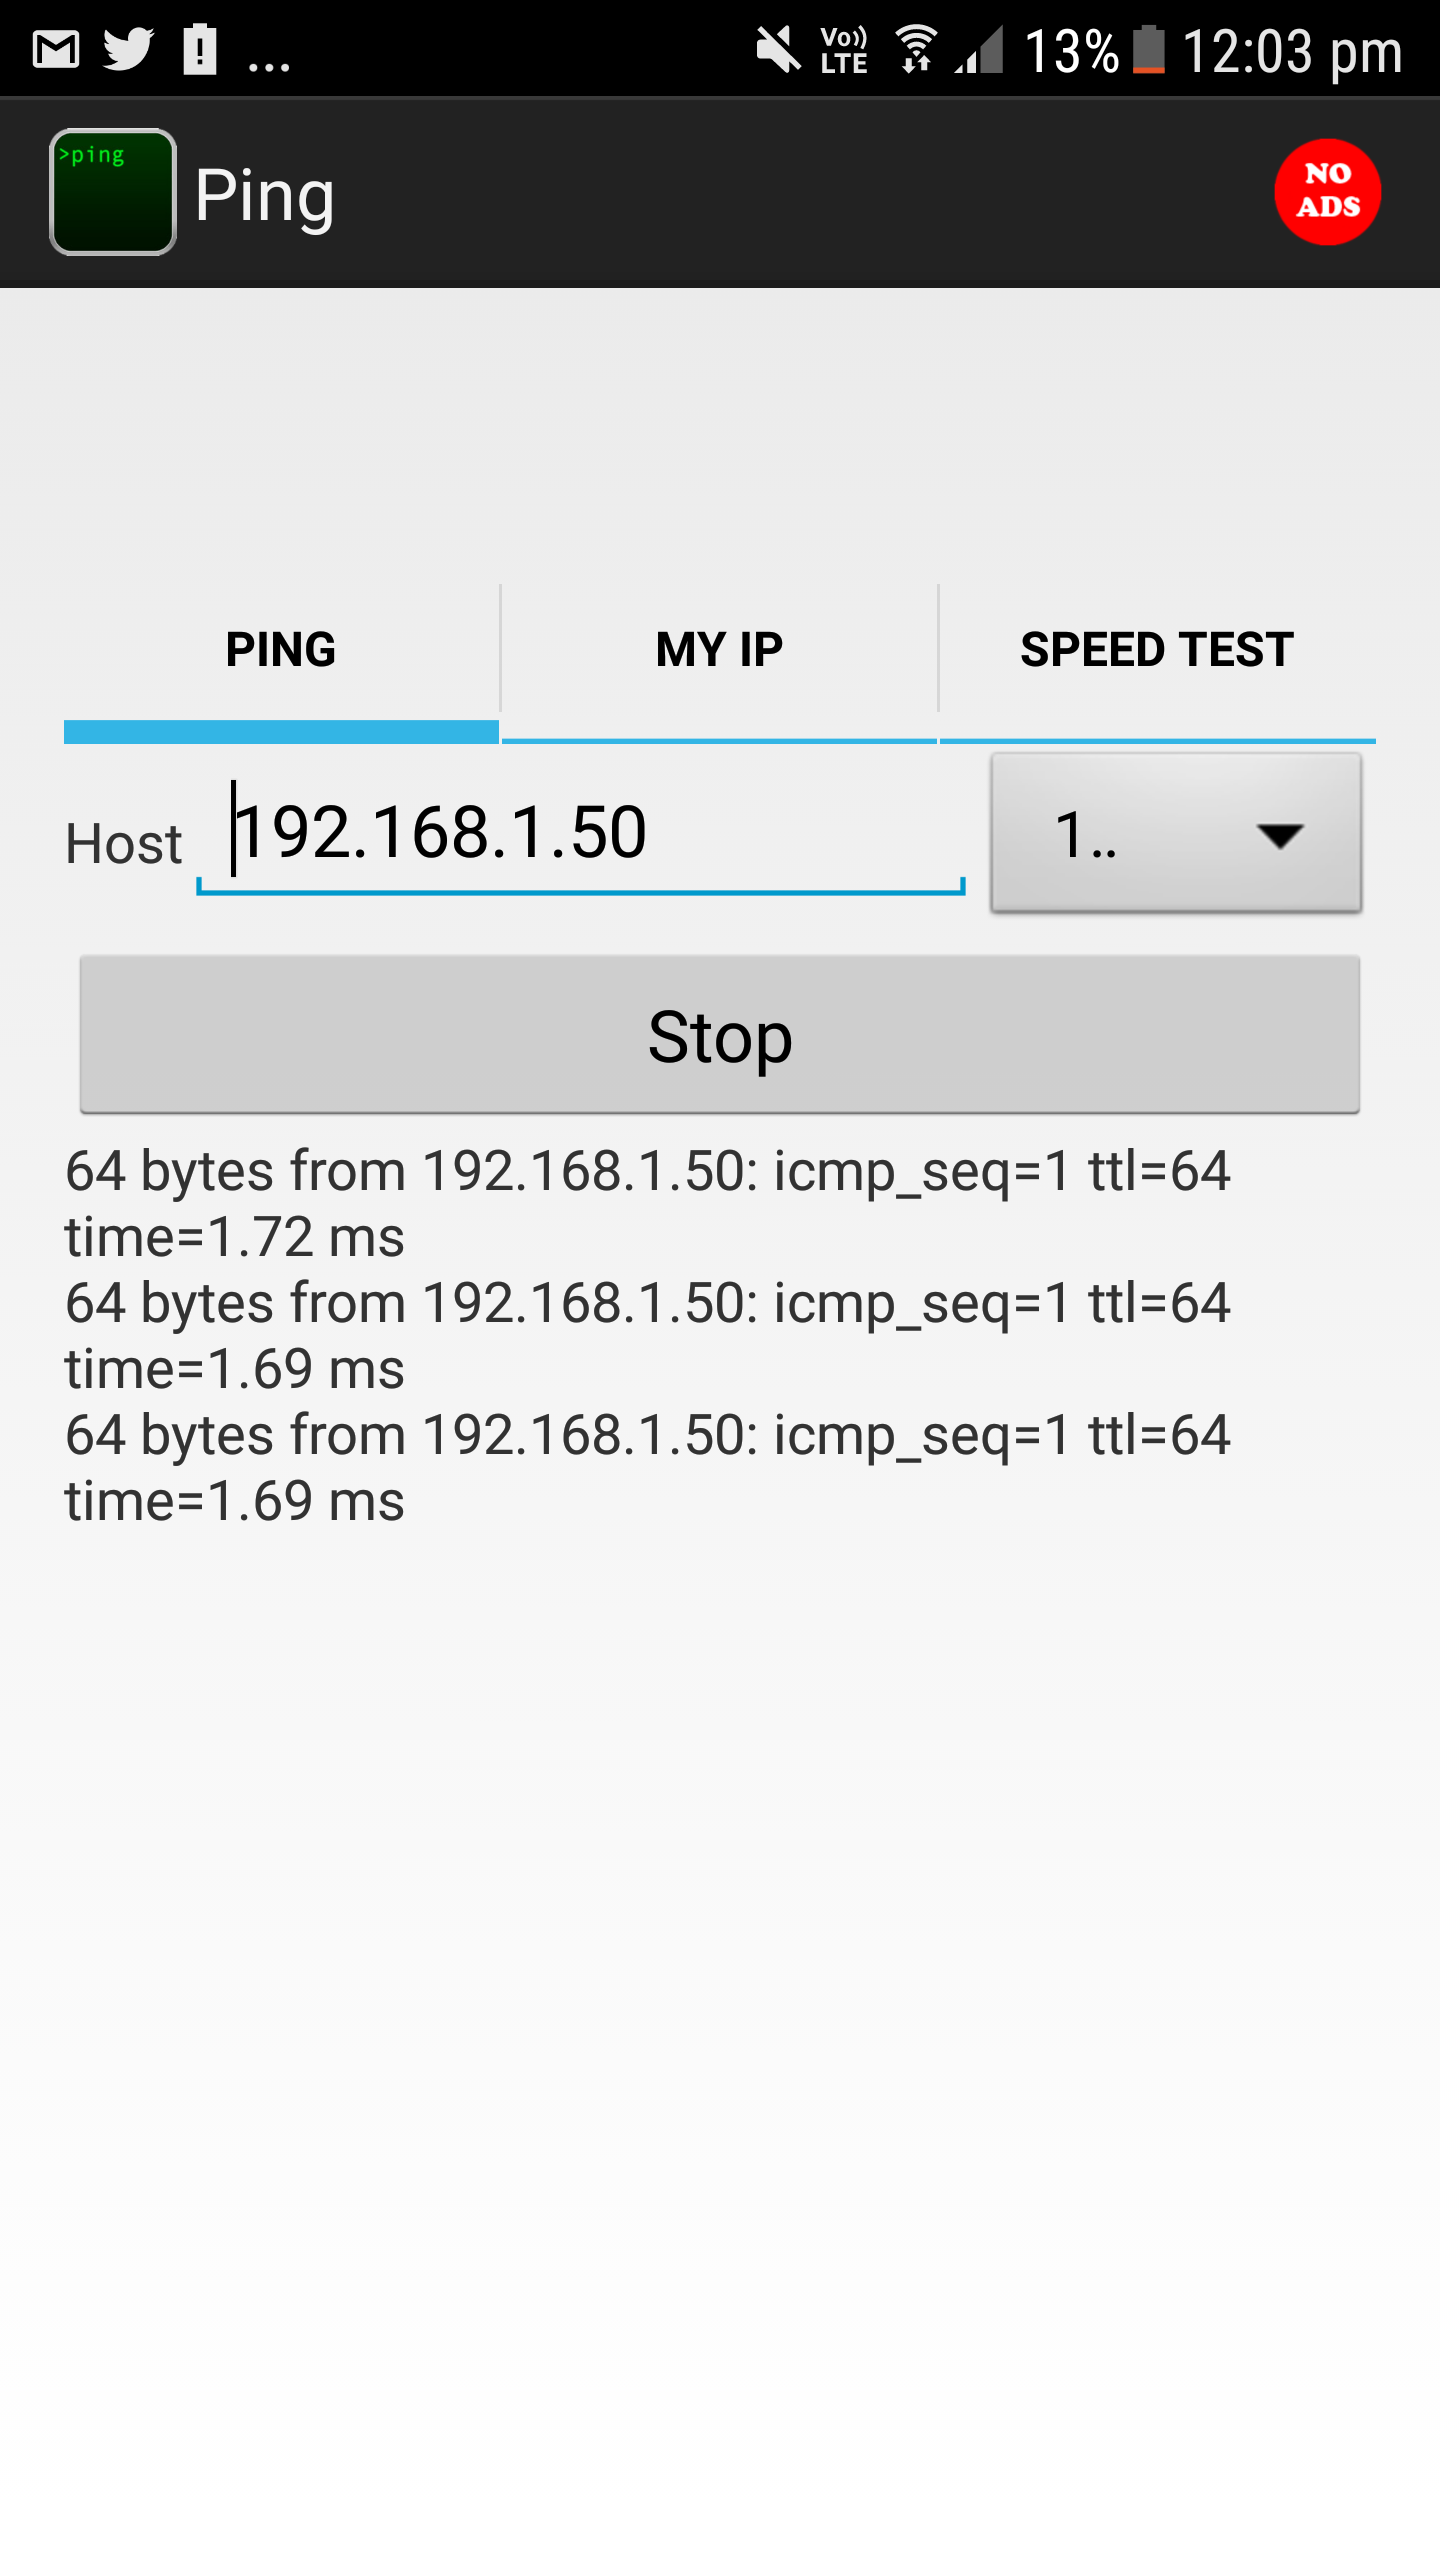 ... Vo)) LTE 13% 12:03 pm
>ping
Ping
NO
ADS
PING MY IP SPEED TEST
Host 192.168.1.50 1..
Stop
64 bytes from 192.168.1.50: icmp_seq=1 ttl=64
time=1.72 ms
64 bytes from 192.168.1.50: icmp_seq=1 ttl=64
time=1.69 ms
64 bytes from 192.168.1.50: icmp_seq=1 ttl=64
time=1.69 ms